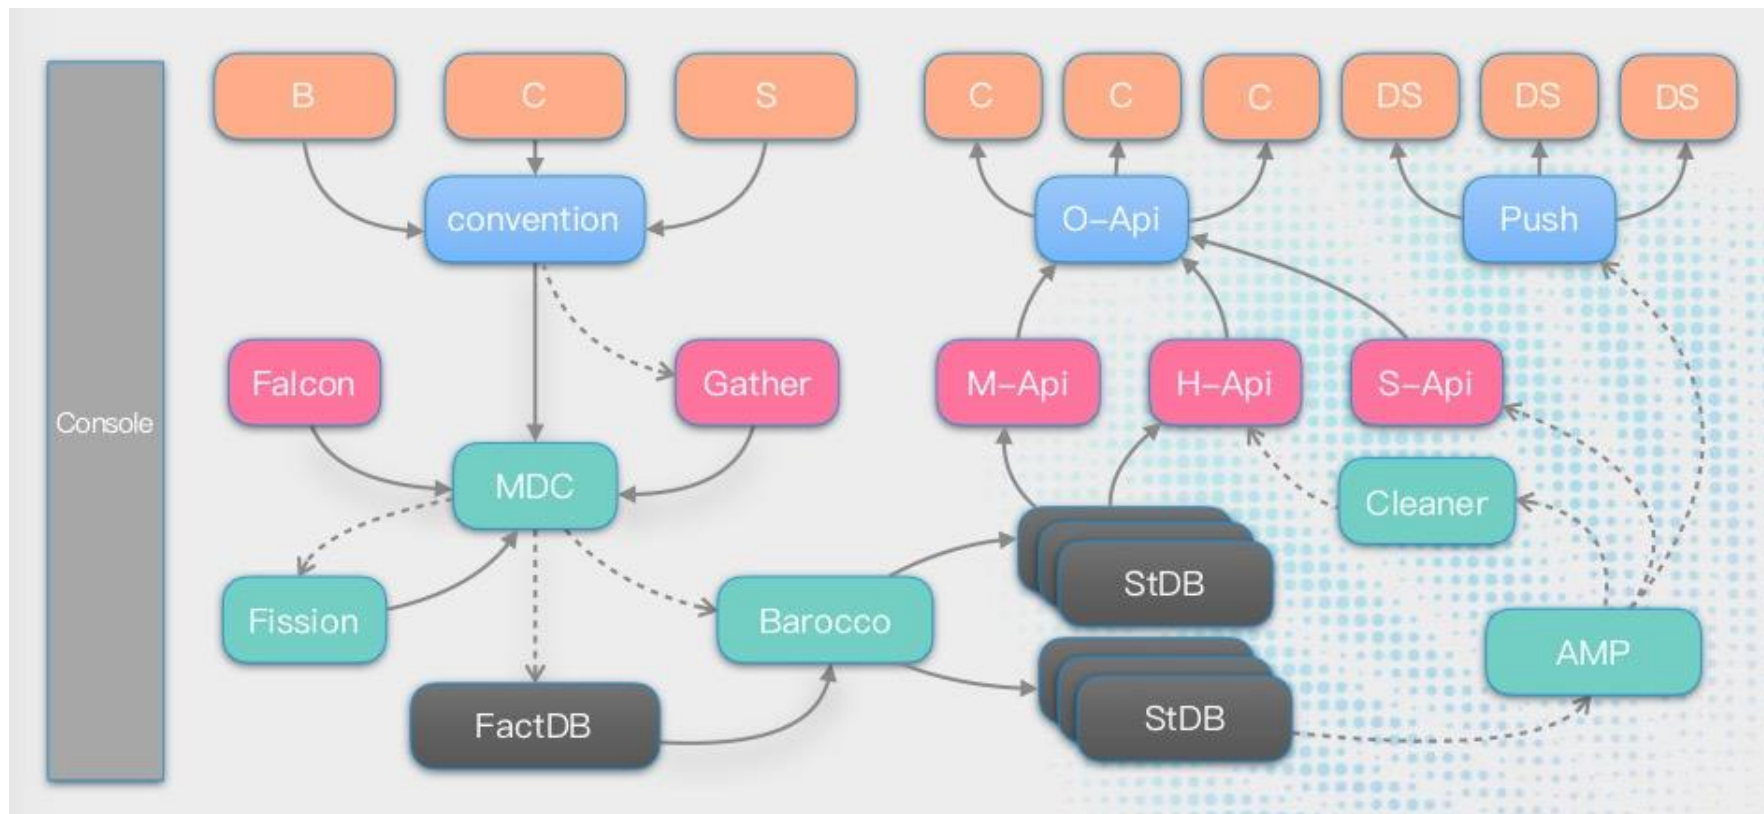 B
C
S
C
C
C
DS
DS
DS
convention
O-Api
Push
Falcon
Gather
M-Api
H-Api
S-Api
Console
MDC
Cleaner
StDB
Fission
Barocco
AMP
FactDB
StDB